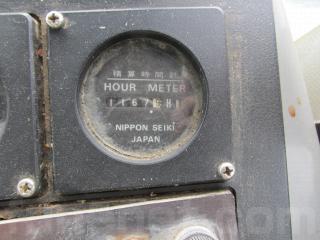 積算時間計
HOUR METER
NIPPON SEIKI
JAPAN